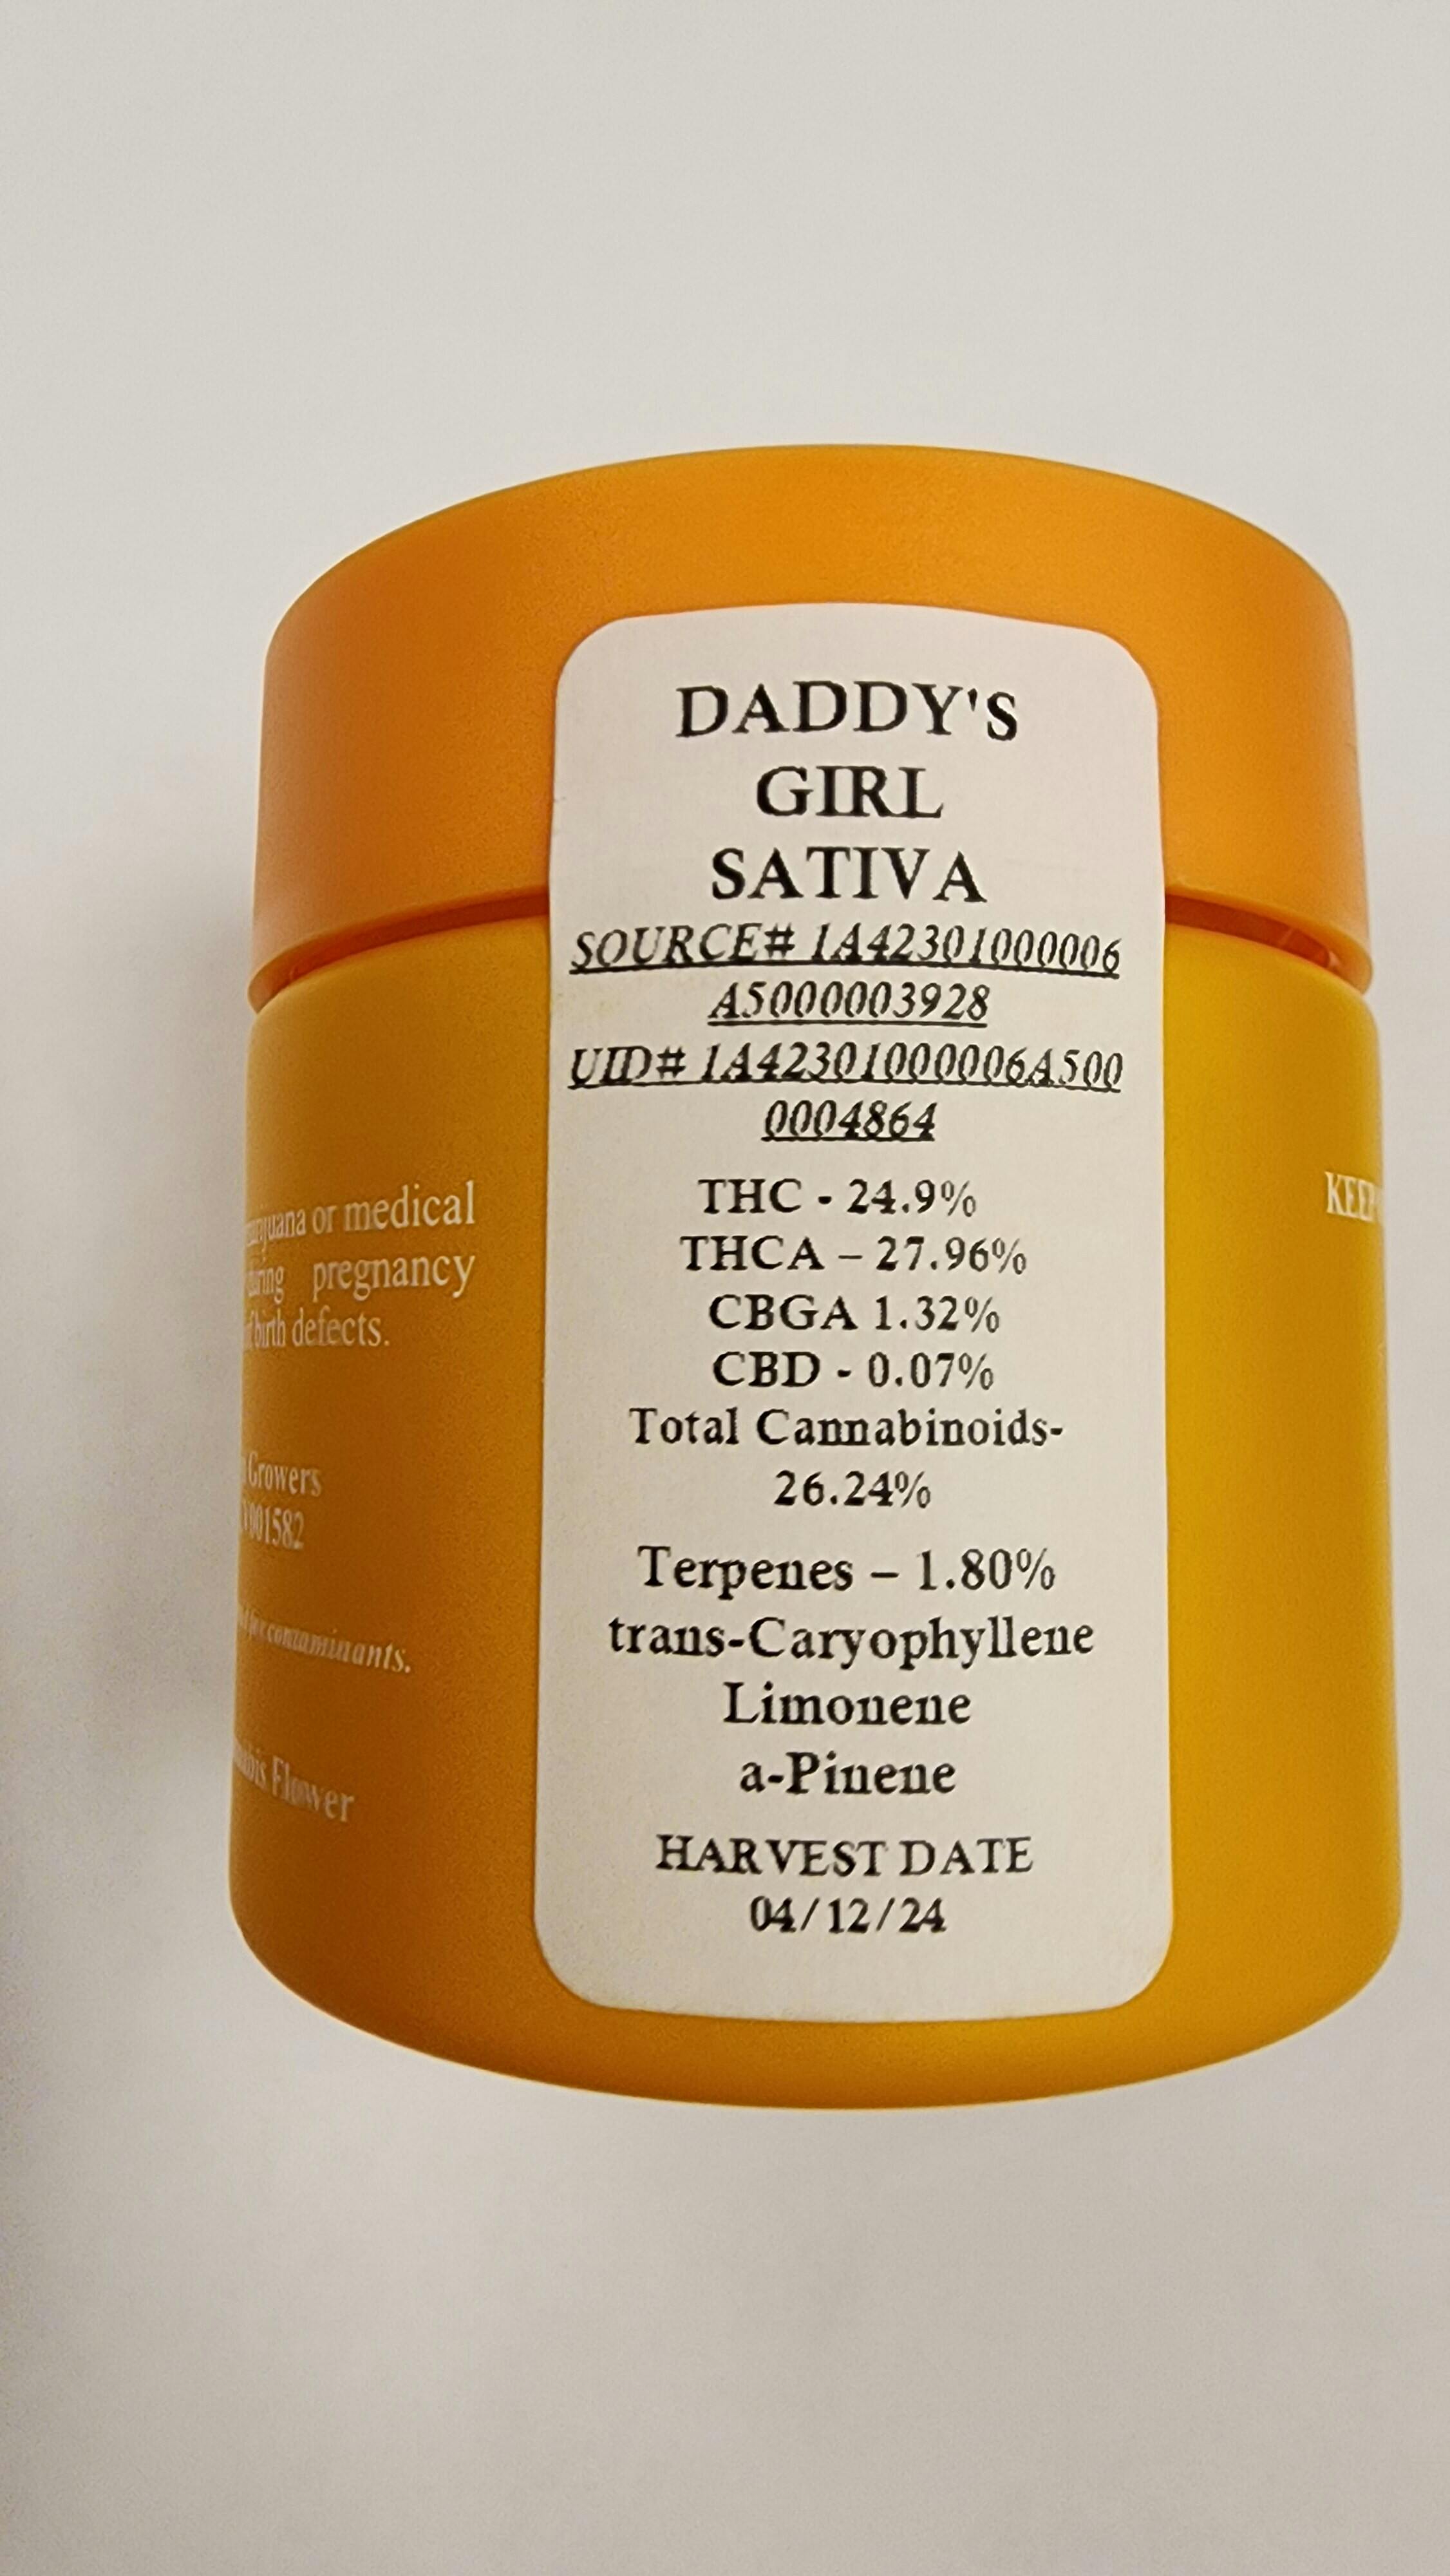 DADDY'S
GIRL
SATIVA
SOURCE# 1A42301000006
A5000003928
UID# 1A42301000006A500
0004864
THC - 24.9%
THCA – 27.96%
CBGA 1.32%
CBD - 0.07%
Total Cannabinoids-
26.24%
Terpenes – 1.80%
trans-Caryophyllene
Limonene
a-Pinene
HARVEST DATE
04/12/24
or medical
pregnancy
birth defects.
Growers
001582
contaminants.
Flower
KEEP